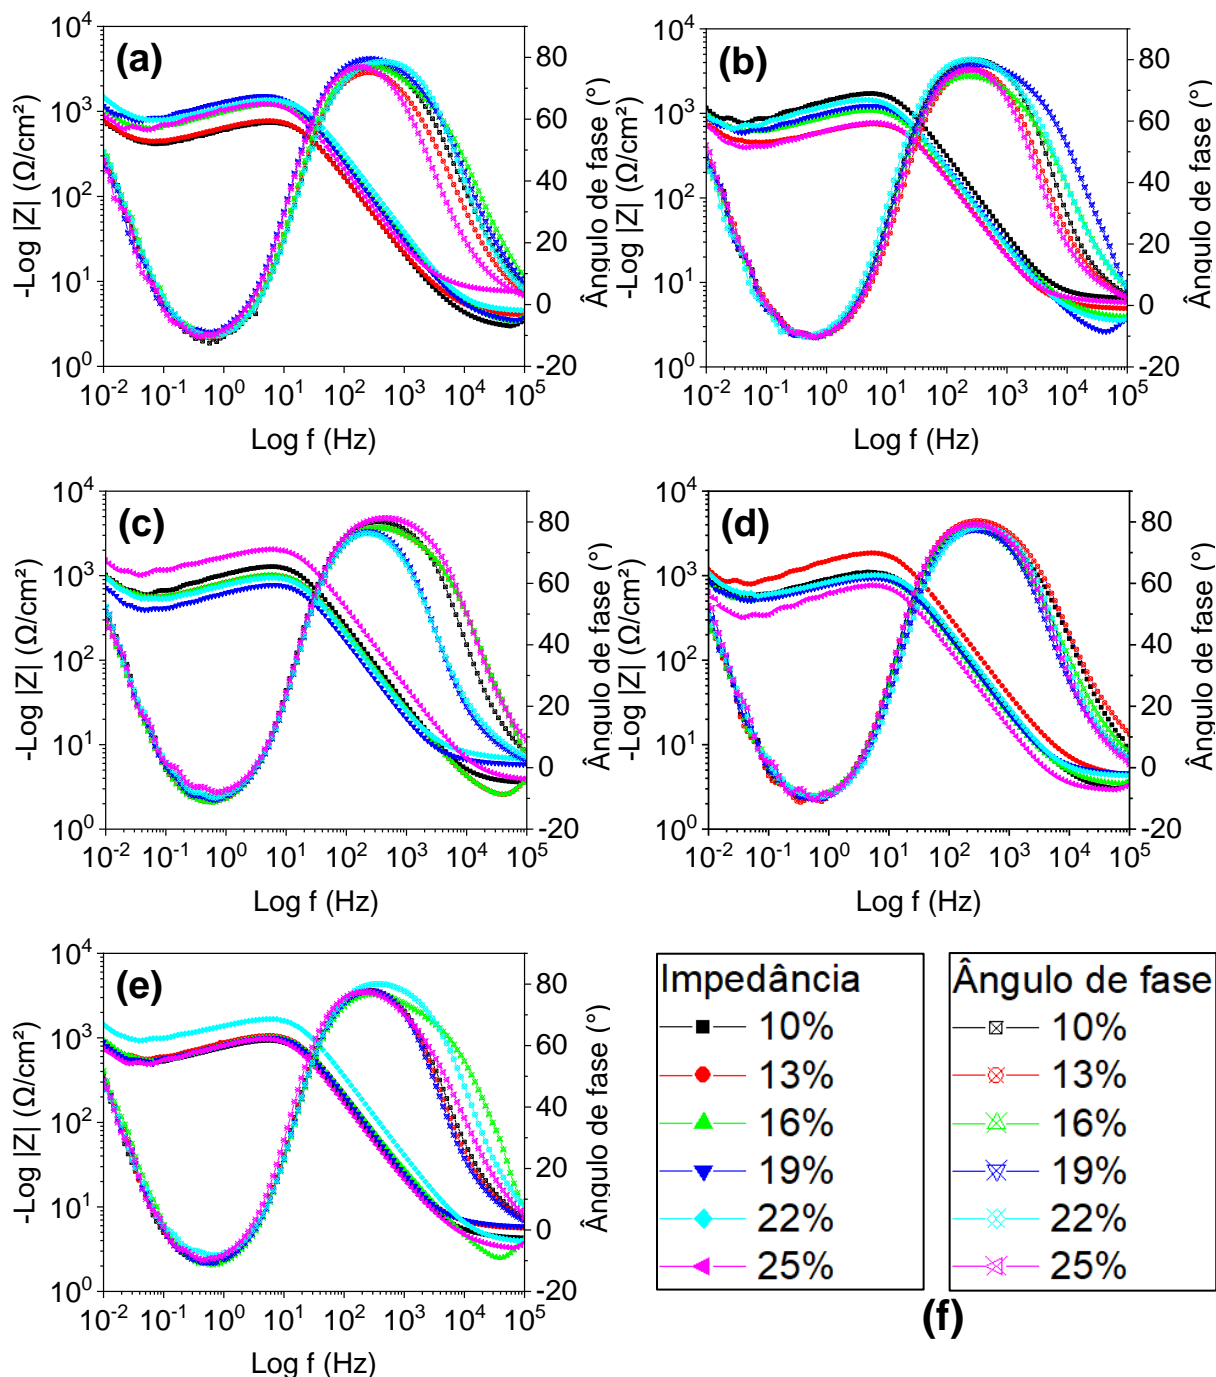 (a)
10⁴
10³
10²
10¹
10⁰
-Log |Z| (Ω/cm²)
80
60
40
20
0
-20
Ângulo de fase (°)
10⁻² 10⁻¹ 10⁰ 10¹ 10² 10³ 10⁴ 10⁵
Log f (Hz)
(b)
10⁴
10³
10²
10¹
10⁰
-Log |Z| (Ω/cm²)
80
60
40
20
0
-20
Ângulo de fase (°)
10⁻² 10⁻¹ 10⁰ 10¹ 10² 10³ 10⁴ 10⁵
Log f (Hz)
(c)
10⁴
10³
10²
10¹
10⁰
-Log |Z| (Ω/cm²)
80
60
40
20
0
-20
Ângulo de fase (°)
10⁻² 10⁻¹ 10⁰ 10¹ 10² 10³ 10⁴ 10⁵
Log f (Hz)
(d)
10⁴
10³
10²
10¹
10⁰
-Log |Z| (Ω/cm²)
80
60
40
20
0
-20
Ângulo de fase (°)
10⁻² 10⁻¹ 10⁰ 10¹ 10² 10³ 10⁴ 10⁵
Log f (Hz)
(e)
10⁴
10³
10²
10¹
10⁰
-Log |Z| (Ω/cm²)
80
60
40
20
0
-20
Ângulo de fase (°)
10⁻² 10⁻¹ 10⁰ 10¹ 10² 10³ 10⁴ 10⁵
Log f (Hz)
Impedância
10%
13%
16%
19%
22%
25%
Ângulo de fase
10%
13%
16%
19%
22%
25%
(f)